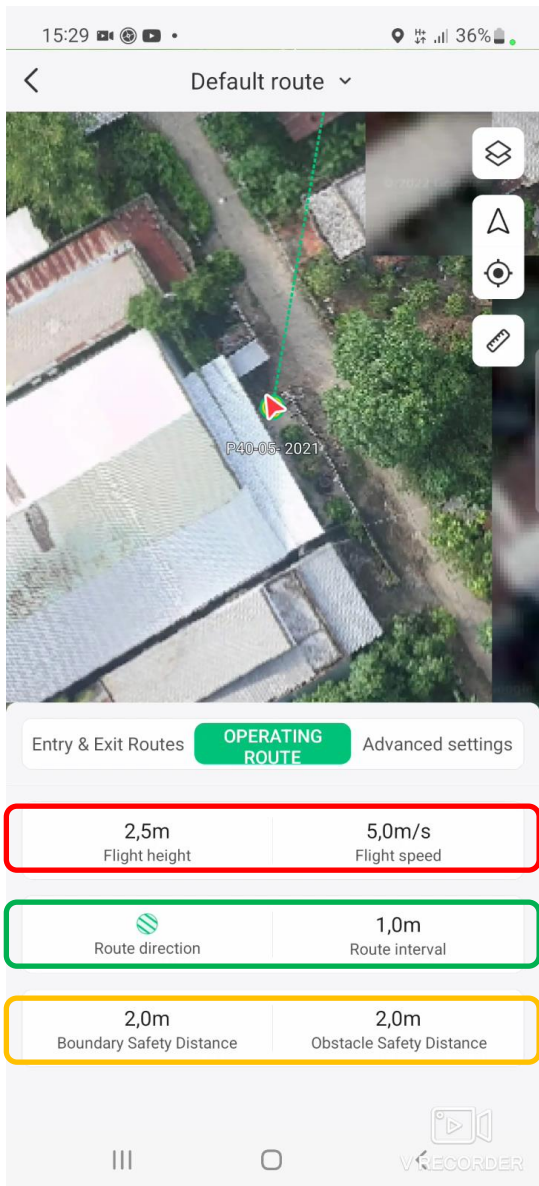 15:29
36%
Default route
P40-05- 2021
Entry & Exit Routes
OPERATING
ROUTE
Advanced settings
2,5m
5,0m/s
Flight height
Flight speed
1,0m
Route direction
Route interval
2,0m
2,0m
Boundary Safety Distance
Obstacle Safety Distance
V RECORDER